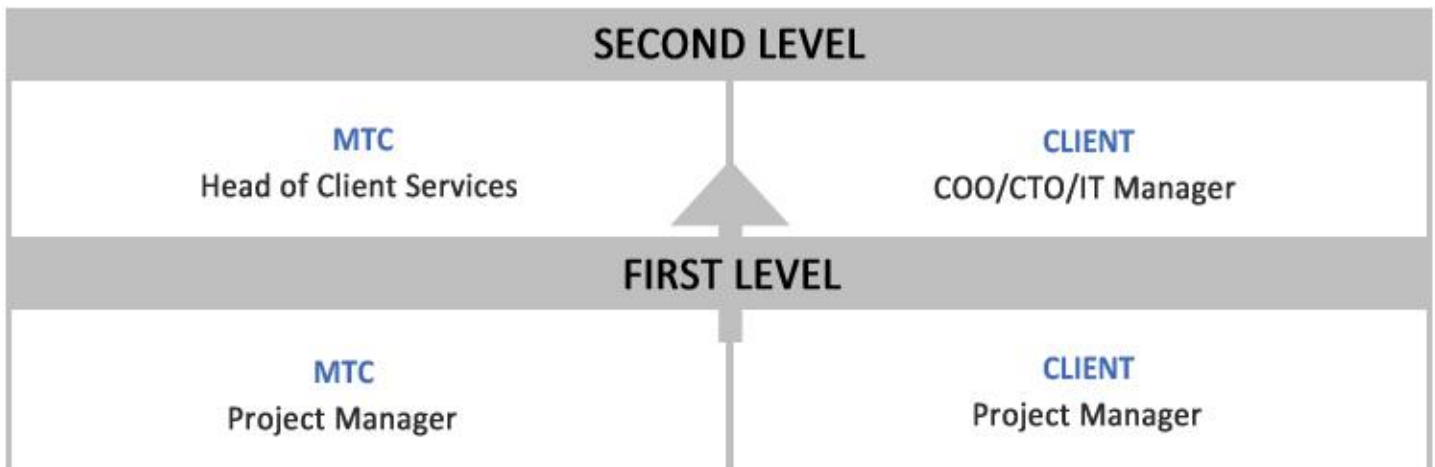 SECOND LEVEL
MTC
Head of Client Services
CLIENT
COO/CTO/IT Manager
FIRST LEVEL
MTC
Project Manager
CLIENT
Project Manager